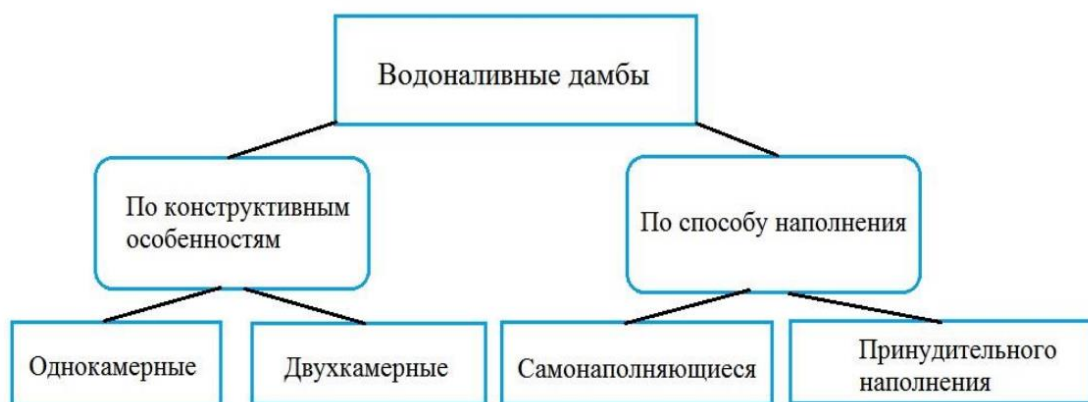 Водоналивные дамбы
По конструктивным
особенностям
По способу наполнения
Однокамерные
Двухкамерные
Самонаполняющиеся
Принудительного
наполнения